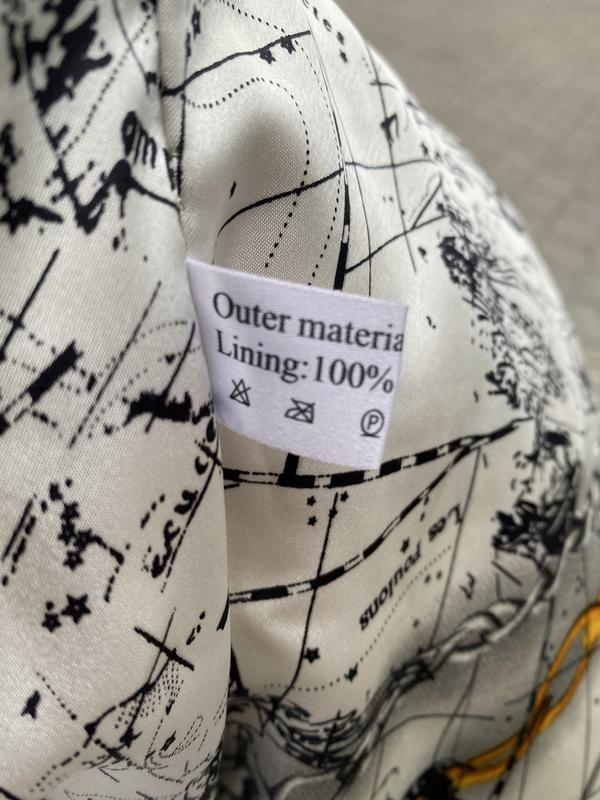 Outer materia
Lining:100%
P
Les Poulons